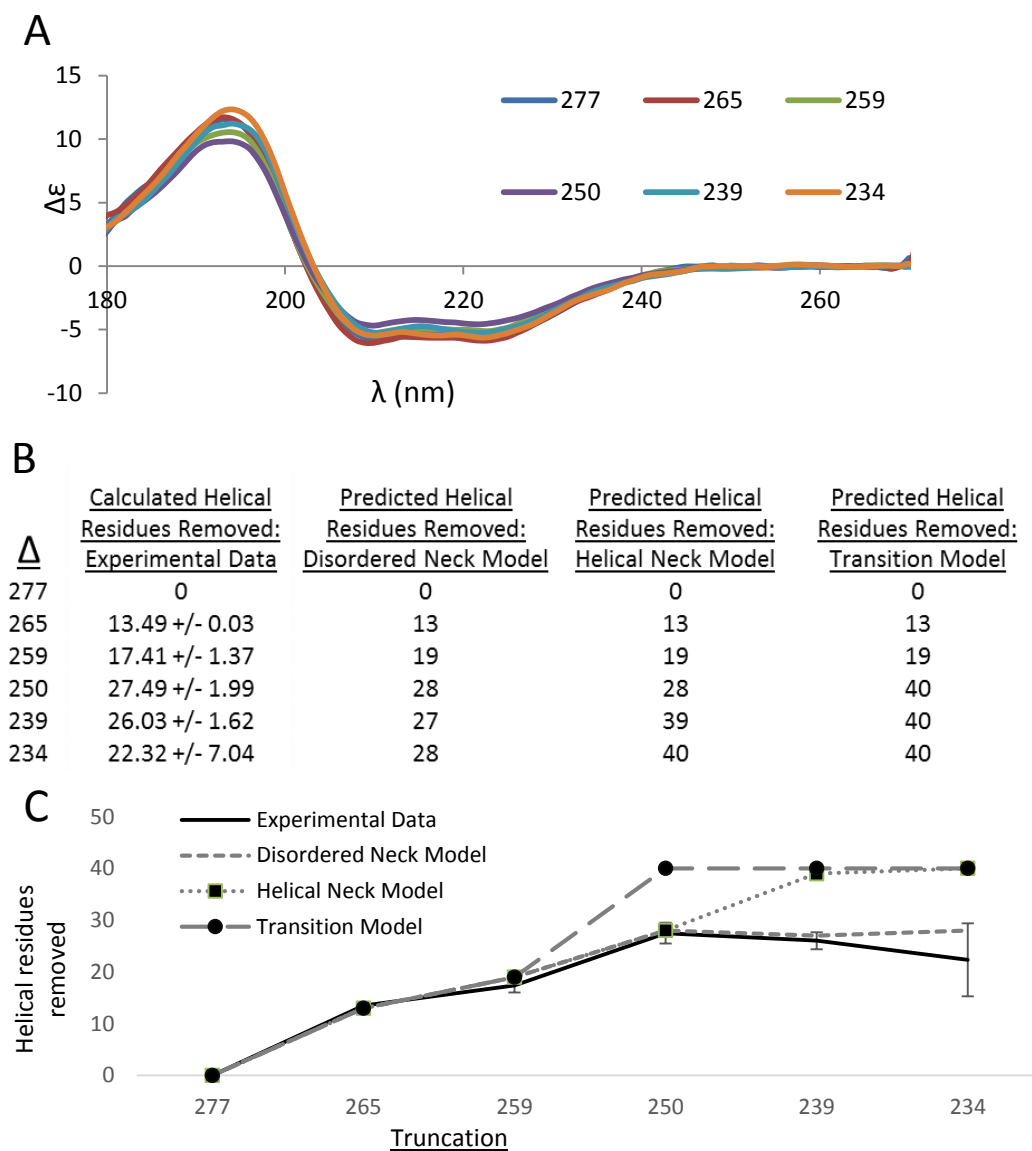 A
15
10
5
0
-5
-10
Δε
180
200
220
240
260
λ (nm)
277
265
259
250
239
234
B
Δ
Calculated Helical
Residues Removed:
Experimental Data
Predicted Helical
Residues Removed:
Disordered Neck Model
Predicted Helical
Residues Removed:
Helical Neck Model
Predicted Helical
Residues Removed:
Transition Model
277 0 0 0 0
265 13.49 +/- 0.03 13 13 13
259 17.41 +/- 1.37 19 19 19
250 27.49 +/- 1.99 28 28 40
239 26.03 +/- 1.62 27 39 40
234 22.32 +/- 7.04 28 40 40
C
50
40
30
20
10
0
Helical residues
removed
Experimental Data
Disordered Neck Model
Helical Neck Model
Transition Model
277
265
259
250
239
234
Truncation